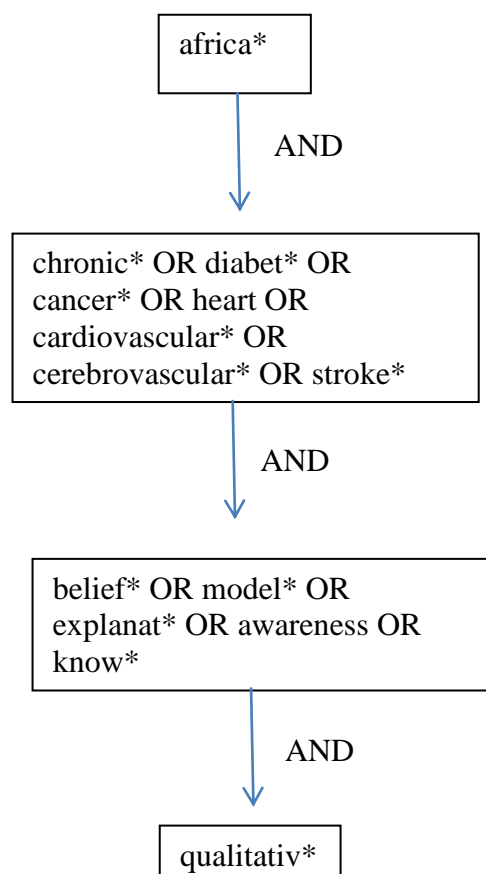 africa*
AND
chronic* OR diabet* OR
cancer* OR heart OR
cardiovascular* OR
cerebrovascular* OR stroke*
AND
belief* OR model* OR
explanat* OR awareness OR
know*
AND
qualitativ*